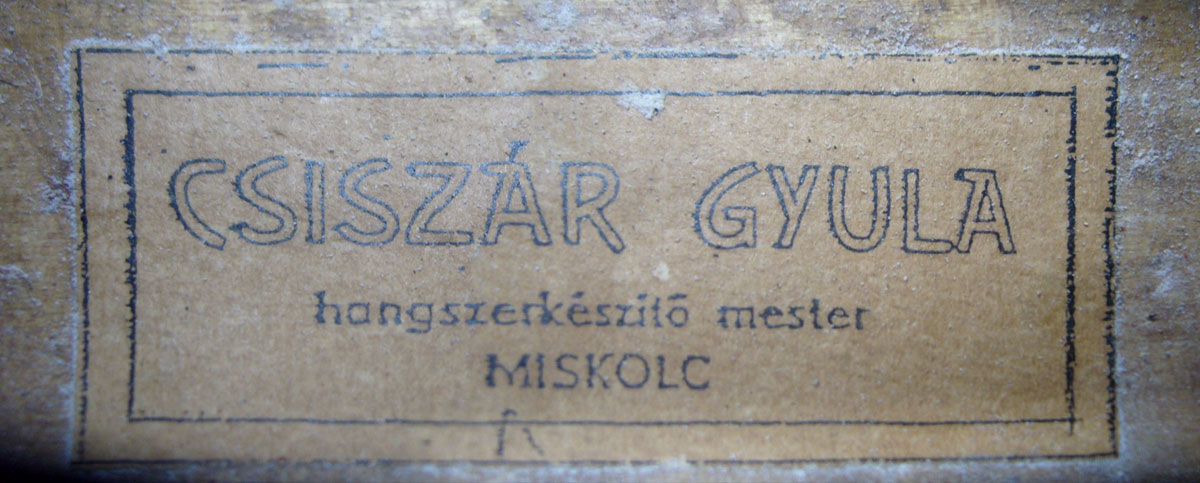 CSISZÁR GYULA
hangszerkészítő mester
MISKOLC